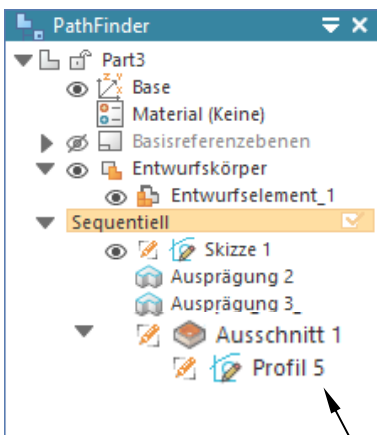 PathFinder
Part3
Base
Material (Keine)
Basisreferenzebenen
Entwurfskörper
Entwurfselement_1
Sequentiell
Skizze 1
Ausprägung 2
Ausprägung 3_
Ausschnitt 1
Profil 5